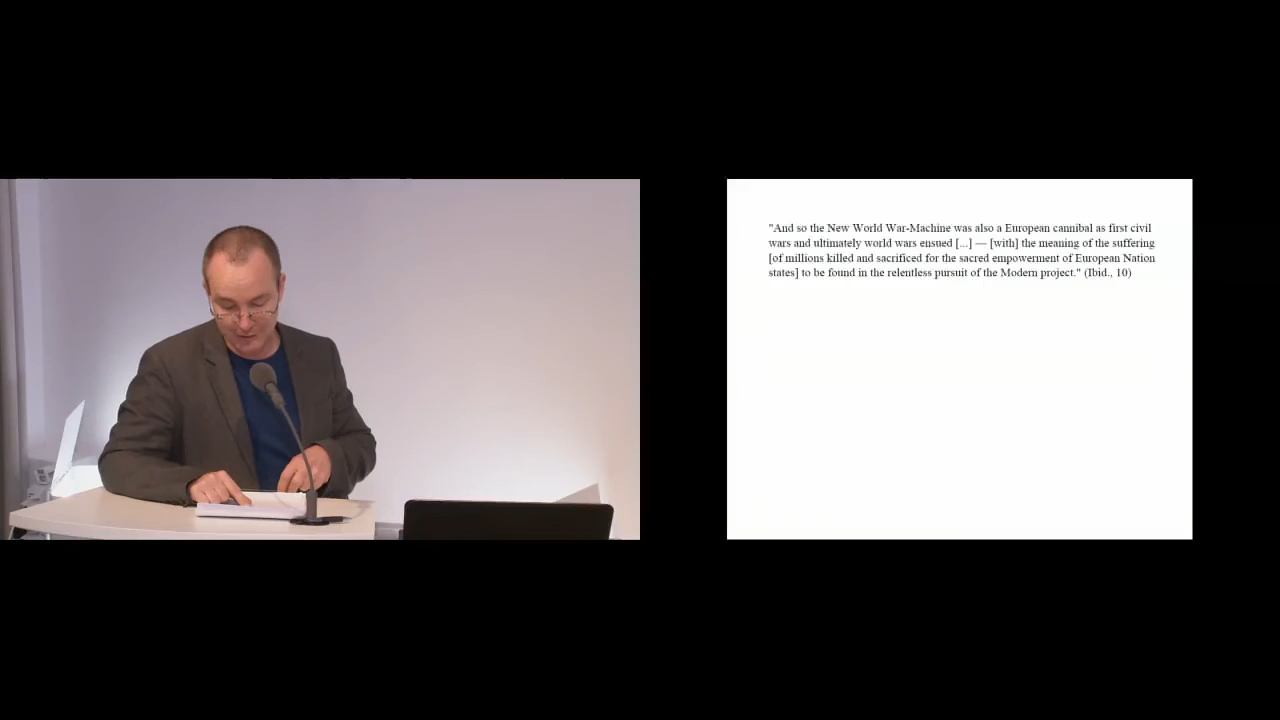 "And so the New World War-Machine was also a European cannibal as first civil
wars and ultimately world wars ensued [...] — [with] the meaning of the suffering
[of millions killed and sacrificed for the sacred empowerment of European Nation
states] to be found in the relentless pursuit of the Modern project." (Ibid., 10)